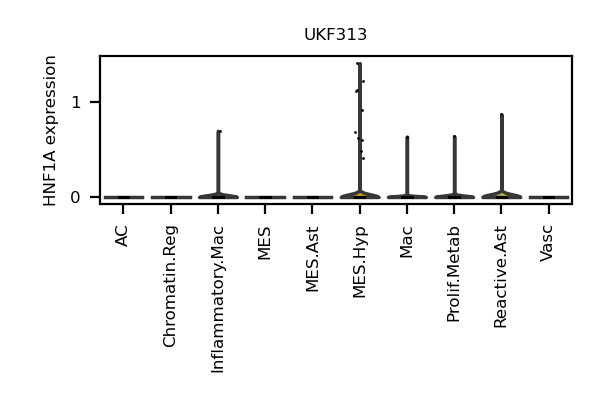 UKF313
HNF1A expression
1
0
AC
Chromatin.Reg
Inflammatory.Mac
MES
MES.Ast
MES.Hyp
Mac
Prolif.Metab
Reactive.Ast
Vasc